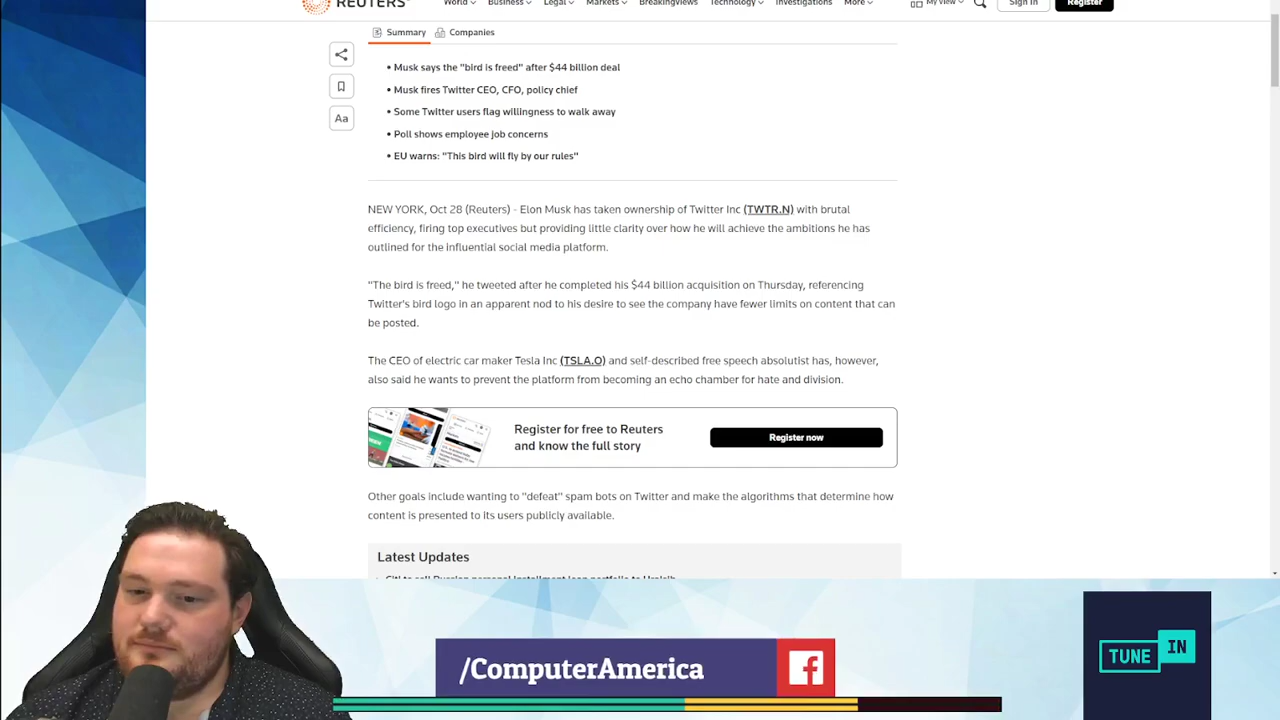 REUTERS
World Business Legal Markets Breakingviews Technology Investigations More My View Sign In Register
Summary Companies
• Musk says the "bird is freed" after $44 billion deal
• Musk fires Twitter CEO, CFO, policy chief
• Some Twitter users flag willingness to walk away
• Poll shows employee job concerns
• EU warns: "This bird will fly by our rules"
Aa
NEW YORK, Oct 28 (Reuters) - Elon Musk has taken ownership of Twitter Inc (TWTR.N) with brutal
efficiency, firing top executives but providing little clarity over how he will achieve the ambitions he has
outlined for the influential social media platform.
"The bird is freed," he tweeted after he completed his $44 billion acquisition on Thursday, referencing
Twitter's bird logo in an apparent nod to his desire to see the company have fewer limits on content that can
be posted.
The CEO of electric car maker Tesla Inc (TSLA.O) and self-described free speech absolutist has, however,
also said he wants to prevent the platform from becoming an echo chamber for hate and division.
Register for free to Reuters
and know the full story
Register now
Other goals include wanting to "defeat" spam bots on Twitter and make the algorithms that determine how
content is presented to its users publicly available.
Latest Updates
Citi to sell Russian personal installment loan portfolio to Uralsib
/ComputerAmerica
TUNE IN